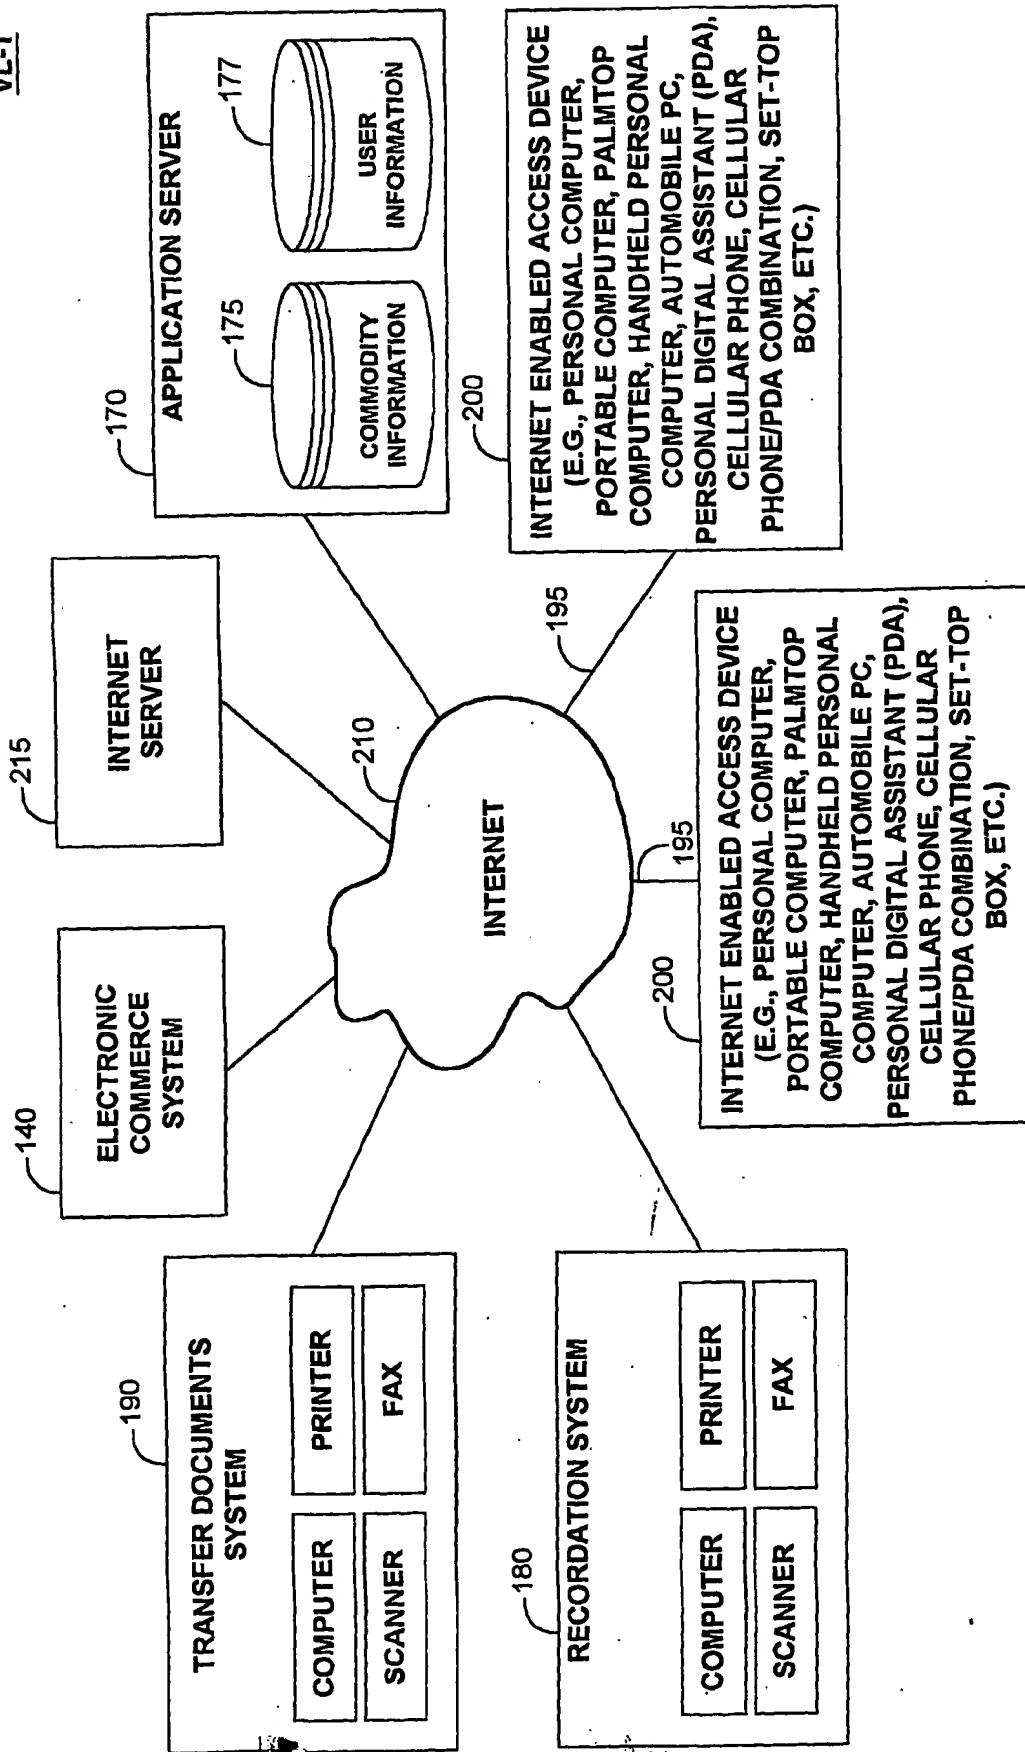 140
ELECTRONIC
COMMERCE
SYSTEM
215
INTERNET
SERVER
170
APPLICATION SERVER
175
COMMODITY
INFORMATION
177
USER
INFORMATION
190
TRANSFER DOCUMENTS
SYSTEM
COMPUTER
PRINTER
SCANNER
FAX
210
INTERNET
195
200
INTERNET ENABLED ACCESS DEVICE
(E.G., PERSONAL COMPUTER,
PORTABLE COMPUTER, PALMTOP
COMPUTER, HANDHELD PERSONAL
COMPUTER, AUTOMOBILE PC,
PERSONAL DIGITAL ASSISTANT (PDA),
CELLULAR PHONE, CELLULAR
PHONE/PDA COMBINATION, SET-TOP
BOX, ETC.)
180
RECORDATION SYSTEM
COMPUTER
PRINTER
SCANNER
FAX
195
200
INTERNET ENABLED ACCESS DEVICE
(E.G., PERSONAL COMPUTER,
PORTABLE COMPUTER, PALMTOP
COMPUTER, HANDHELD PERSONAL
COMPUTER, AUTOMOBILE PC,
PERSONAL DIGITAL ASSISTANT (PDA),
CELLULAR PHONE, CELLULAR
PHONE/PDA COMBINATION, SET-TOP
BOX, ETC.)